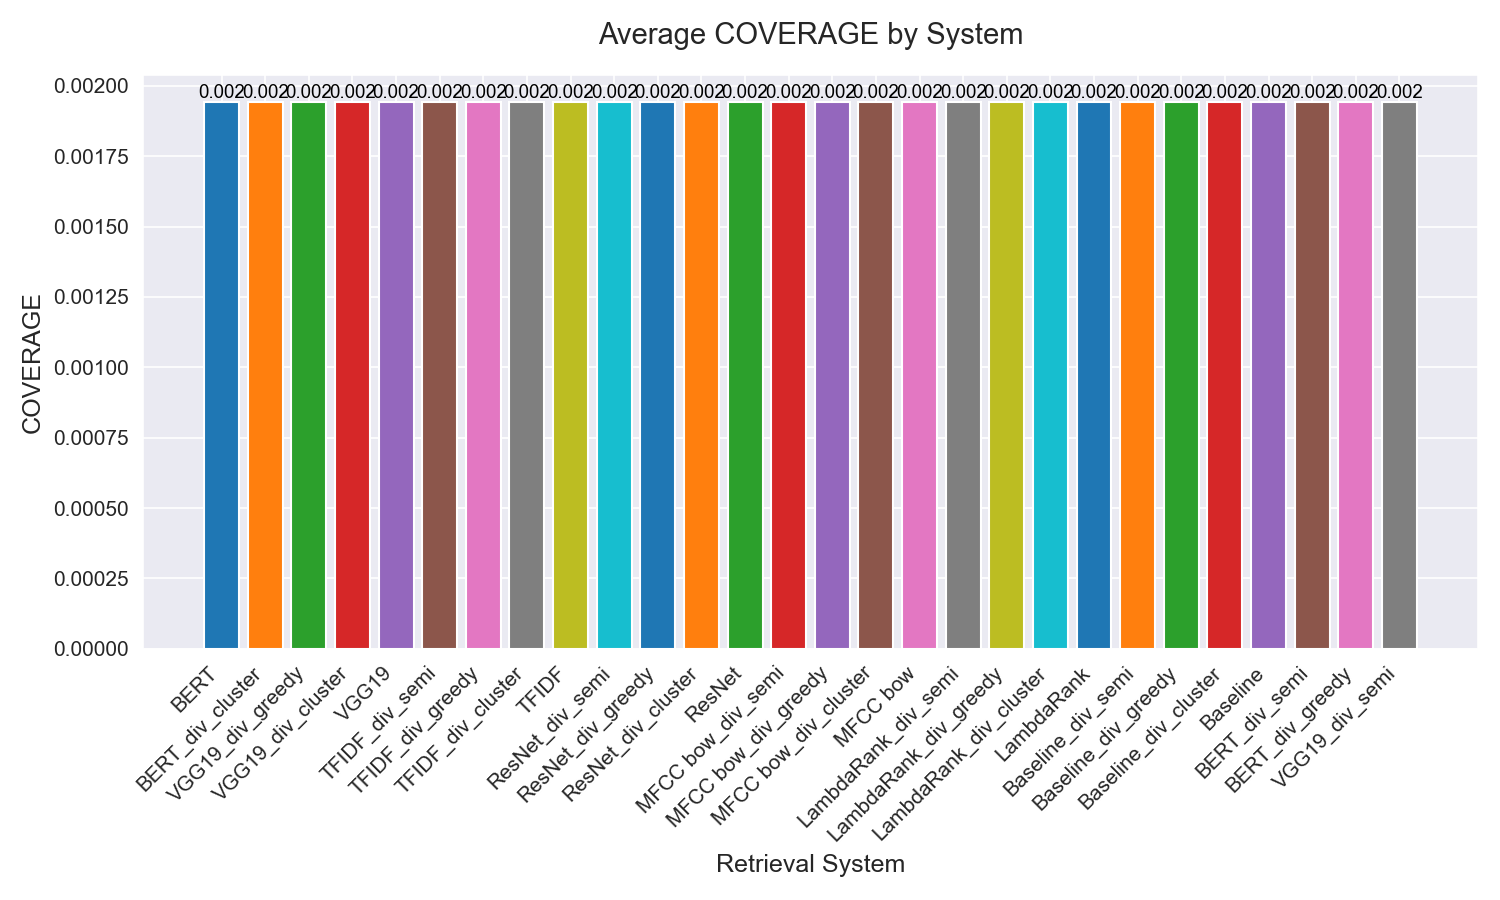 Average COVERAGE by System
0.00200
0.00175
0.00150
0.00125
0.00100
0.00075
0.00050
0.00025
0.00000
COVERAGE
0.002 0.002 0.002 0.002 0.002 0.002 0.002 0.002 0.002 0.002 0.002 0.002 0.002 0.002 0.002 0.002 0.002 0.002 0.002 0.002 0.002 0.002 0.002 0.002 0.002 0.002 0.002 0.002
BERT
BERT_div_cluster
VGG19_div_greedy
VGG19_div_cluster
VGG19
TFIDF_div_semi
TFIDF_div_greedy
TFIDF_div_cluster
TFIDF
ResNet_div_semi
ResNet_div_greedy
ResNet_div_cluster
ResNet
MFCC bow_div_semi
MFCC bow_div_greedy
MFCC bow_div_cluster
MFCC bow
LambdaRank_div_semi
LambdaRank_div_greedy
LambdaRank_div_cluster
LambdaRank
Baseline_div_semi
Baseline_div_greedy
Baseline_div_cluster
Baseline
BERT_div_semi
BERT_div_greedy
VGG19_div_semi
Retrieval System